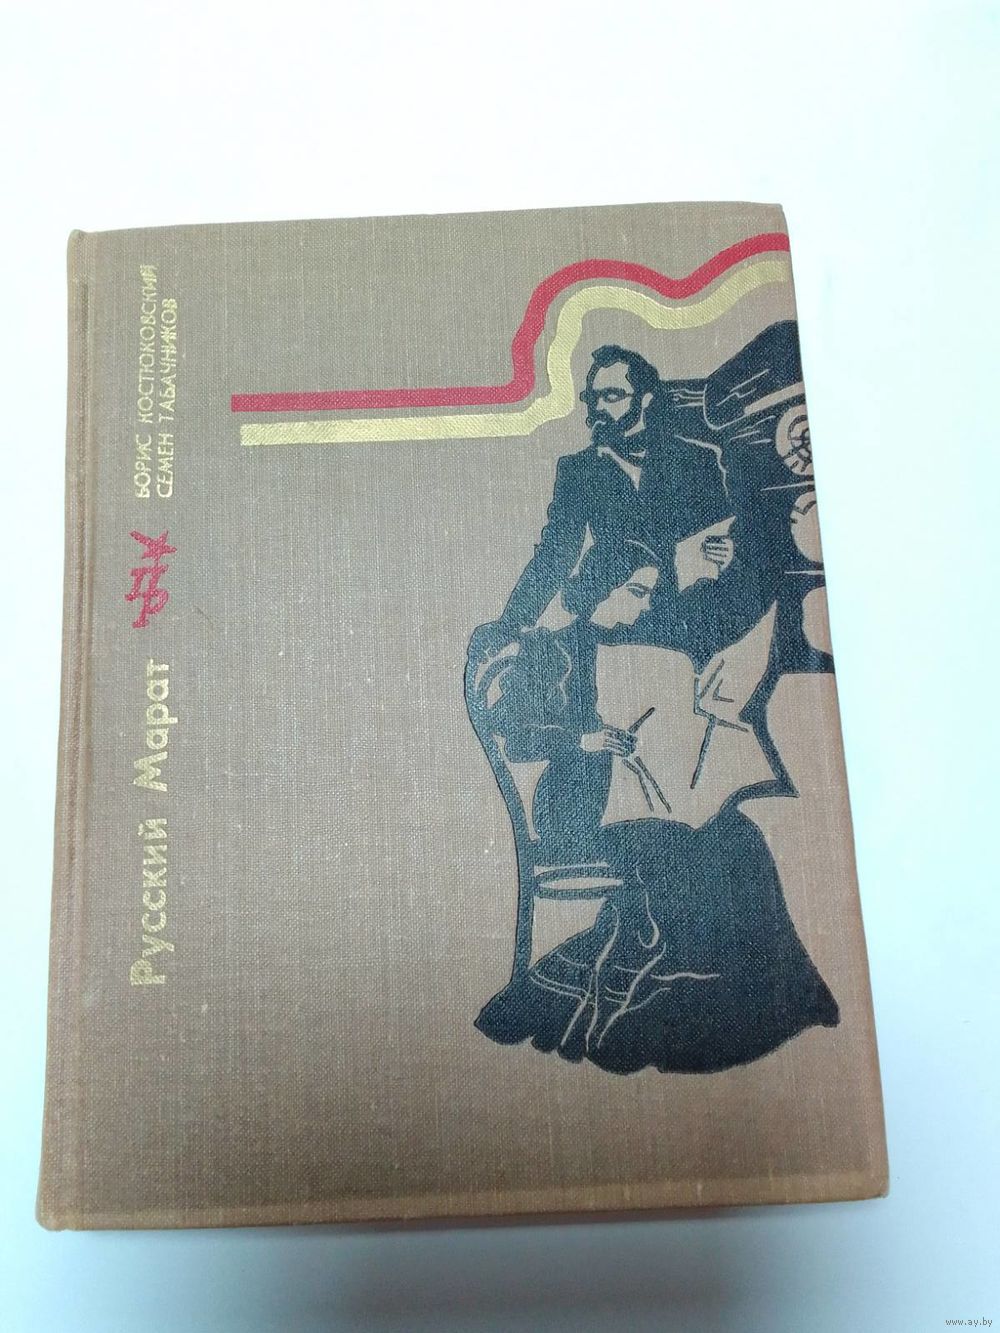 БОРИС КОСТЮКОВСКИЙ
СЕМЕН ТАБАЧНИКОВ
Русский Марат
www.ay.by